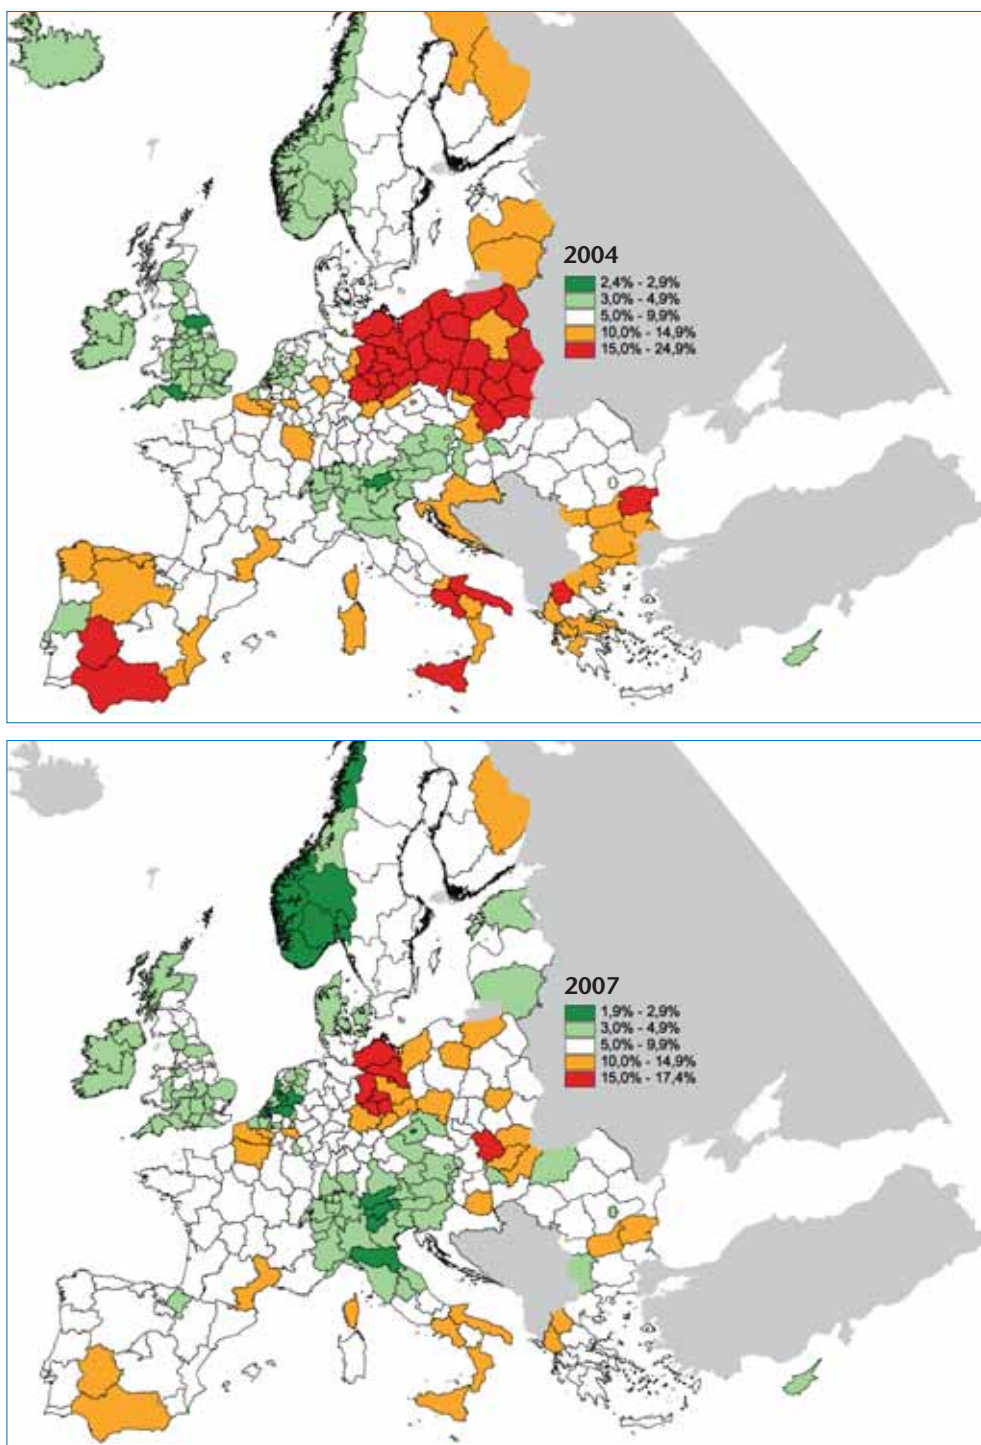 2004
2,4% - 2,9%
3,0% - 4,9%
5,0% - 9,9%
10,0% - 14,9%
15,0% - 24,9%
2007
1,9% - 2,9%
3,0% - 4,9%
5,0% - 9,9%
10,0% - 14,9%
15,0% - 17,4%